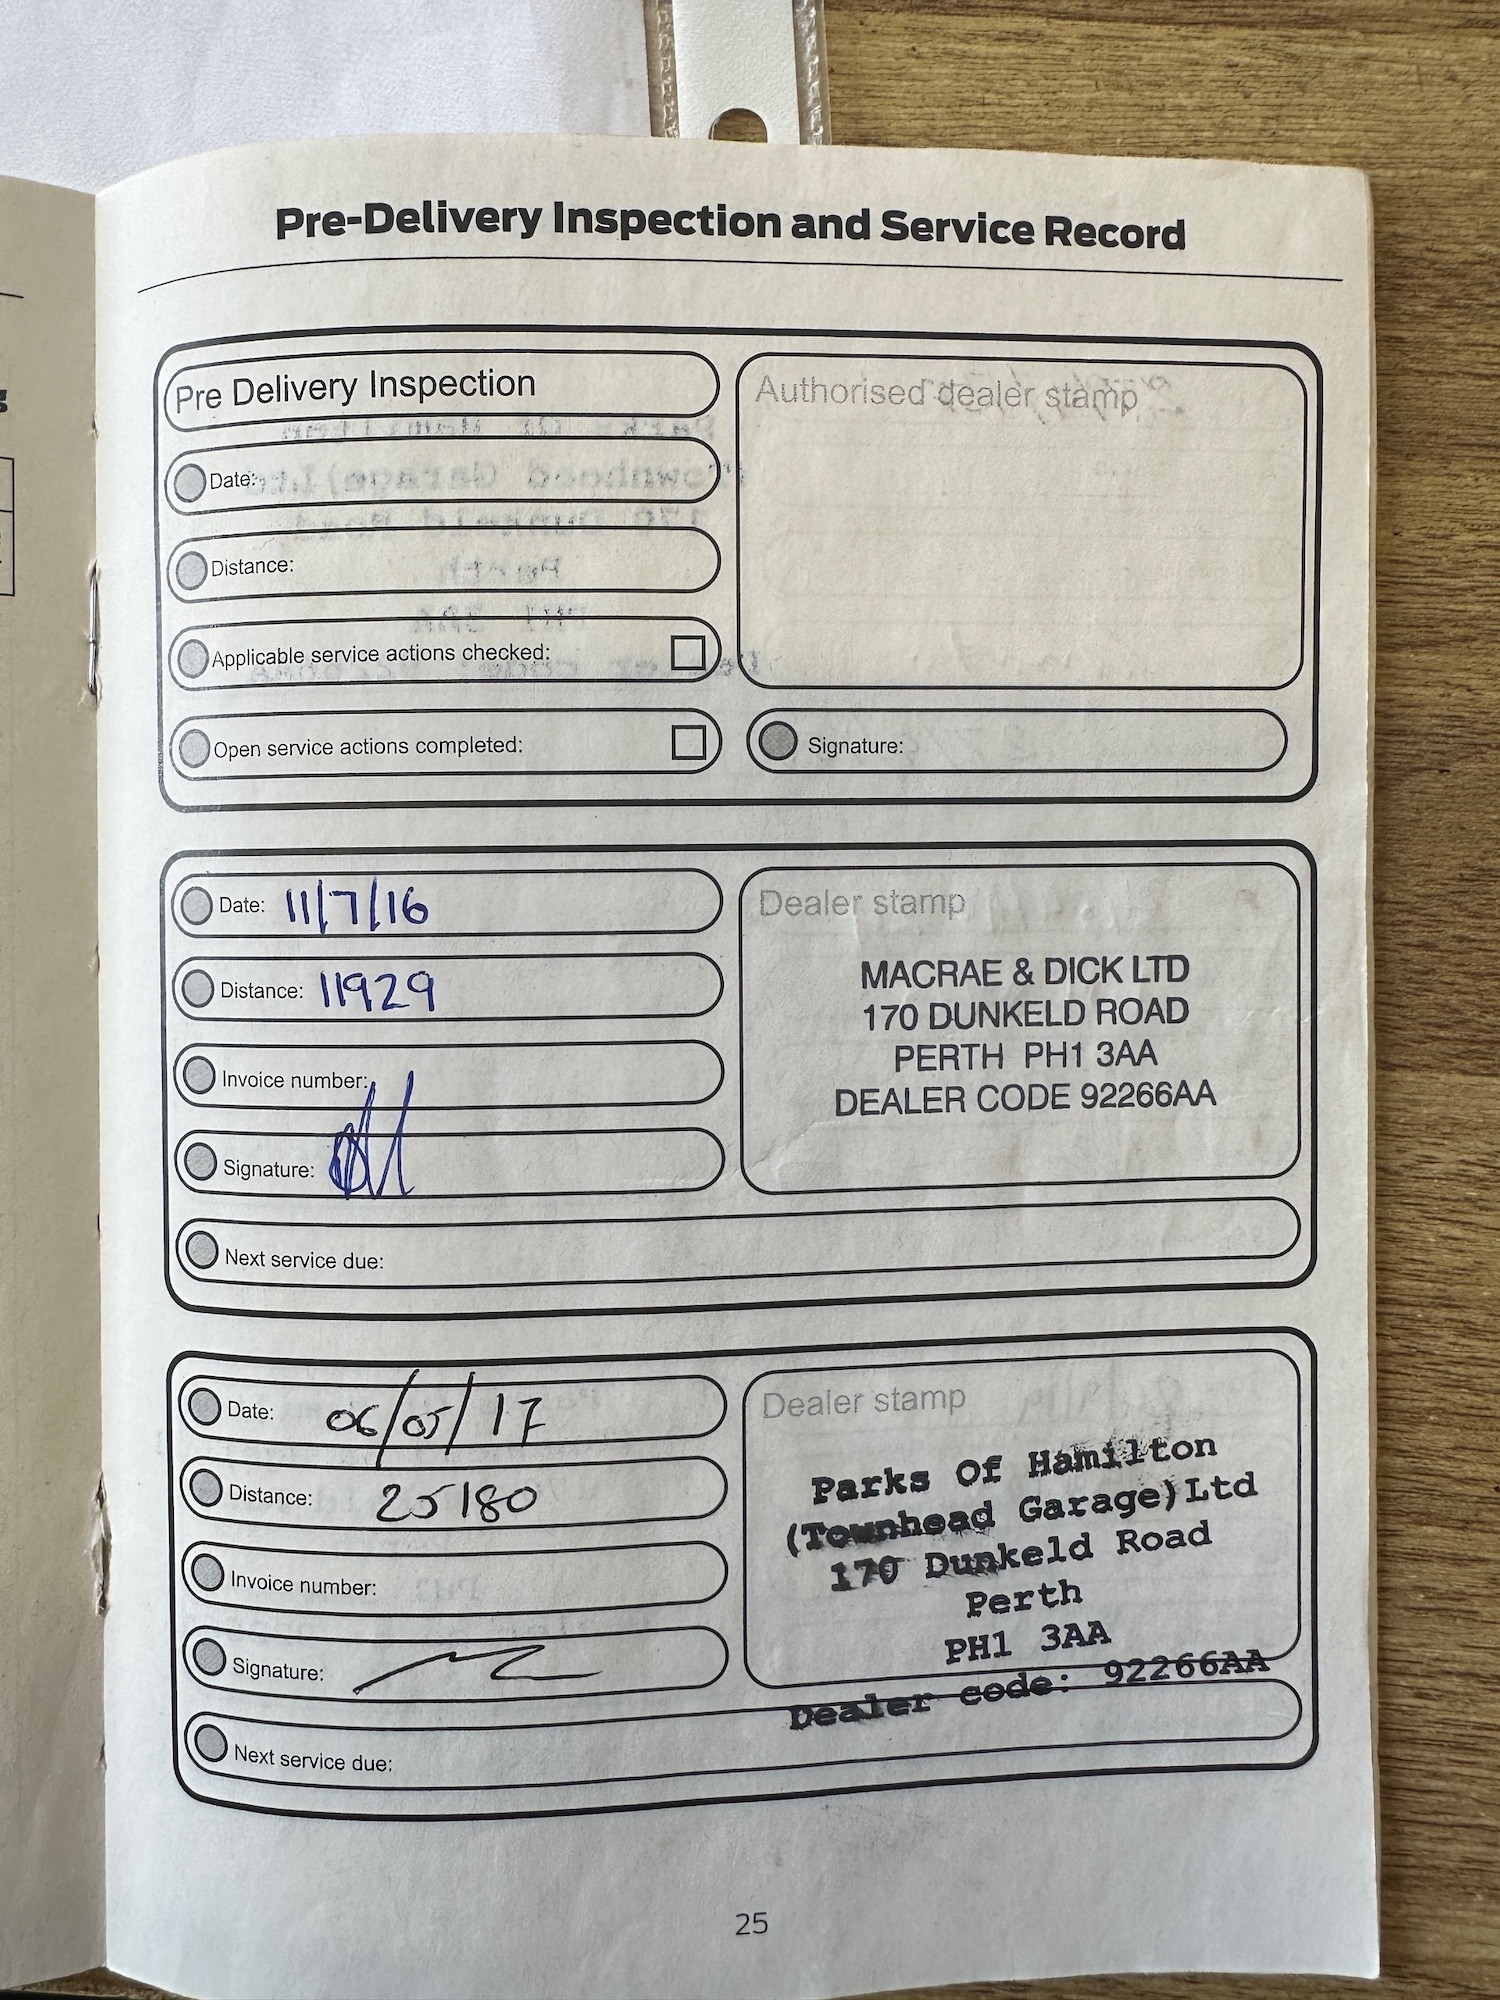 Pre-Delivery Inspection and Service Record
Pre Delivery Inspection
Date:
Distance:
Applicable service actions checked:
Open service actions completed:
Authorised dealer stamp
Signature:
Date: 11/7/16
Distance: 11929
Invoice number:
Signature:
Next service due:
Dealer stamp
MACRAE & DICK LTD
170 DUNKELD ROAD
PERTH PH1 3AA
DEALER CODE 92266AA
Date: 06/05/17
Distance: 25180
Invoice number:
Signature:
Next service due:
Dealer stamp
Parks Of Hamilton
(Townhead Garage)Ltd
170 Dunkeld Road
Perth
PH1 3AA
Dealer code: 92266AA
25